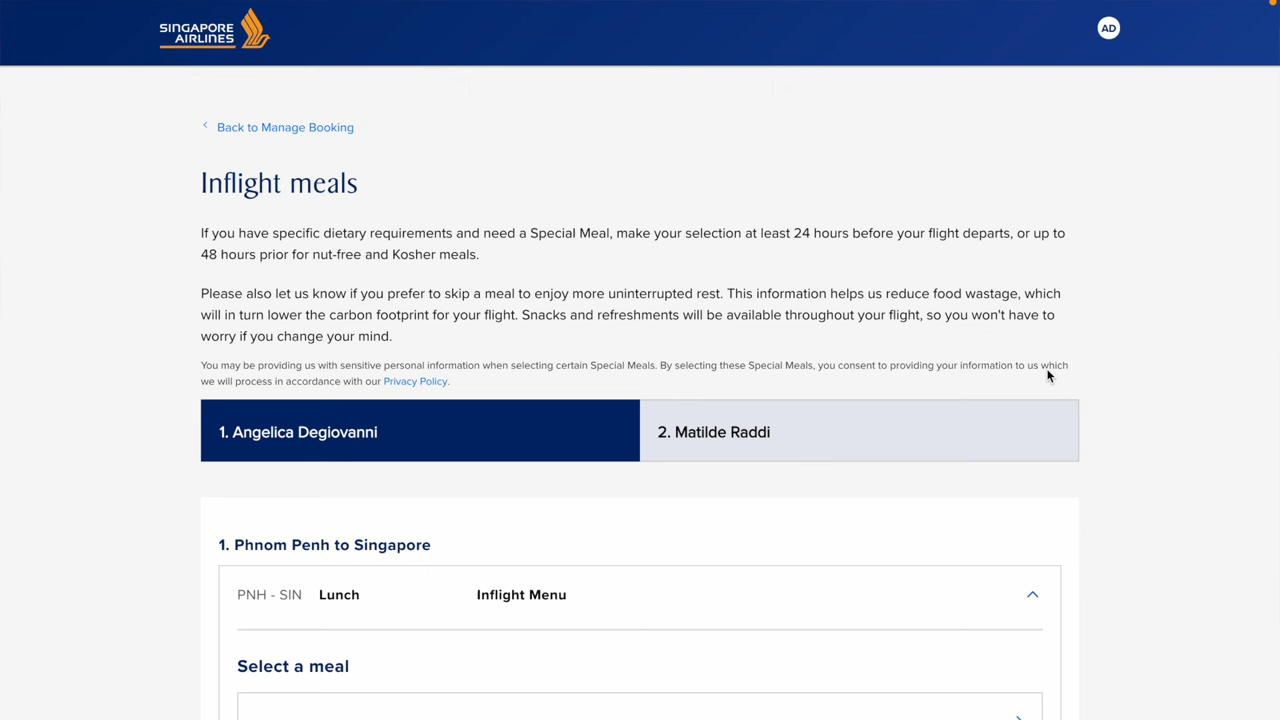 SINGAPORE
AIRLINES
AD
Back to Manage Booking
Inflight meals
If you have specific dietary requirements and need a Special Meal, make your selection at least 24 hours before your flight departs, or up to
48 hours prior for nut-free and Kosher meals.
Please also let us know if you prefer to skip a meal to enjoy more uninterrupted rest. This information helps us reduce food wastage, which
will in turn lower the carbon footprint for your flight. Snacks and refreshments will be available throughout your flight, so you won't have to
worry if you change your mind.
You may be providing us with sensitive personal information when selecting certain Special Meals. By selecting these Special Meals, you consent to providing your information to us which
we will process in accordance with our Privacy Policy.
1. Angelica Degiovanni
2. Matilde Raddi
1. Phnom Penh to Singapore
PNH - SIN Lunch Inflight Menu
Select a meal